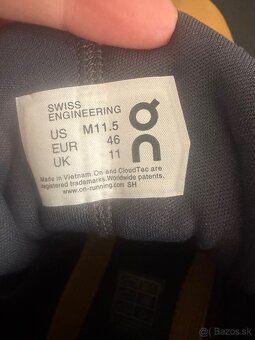 SWISS
ENGINEERING
US M11.5
EUR 46
UK 11
on
Made in Vietnam. On and CloudTec are
registered trademarks. Worldwide patents.
www.on-running.com SH
Bazos.sk